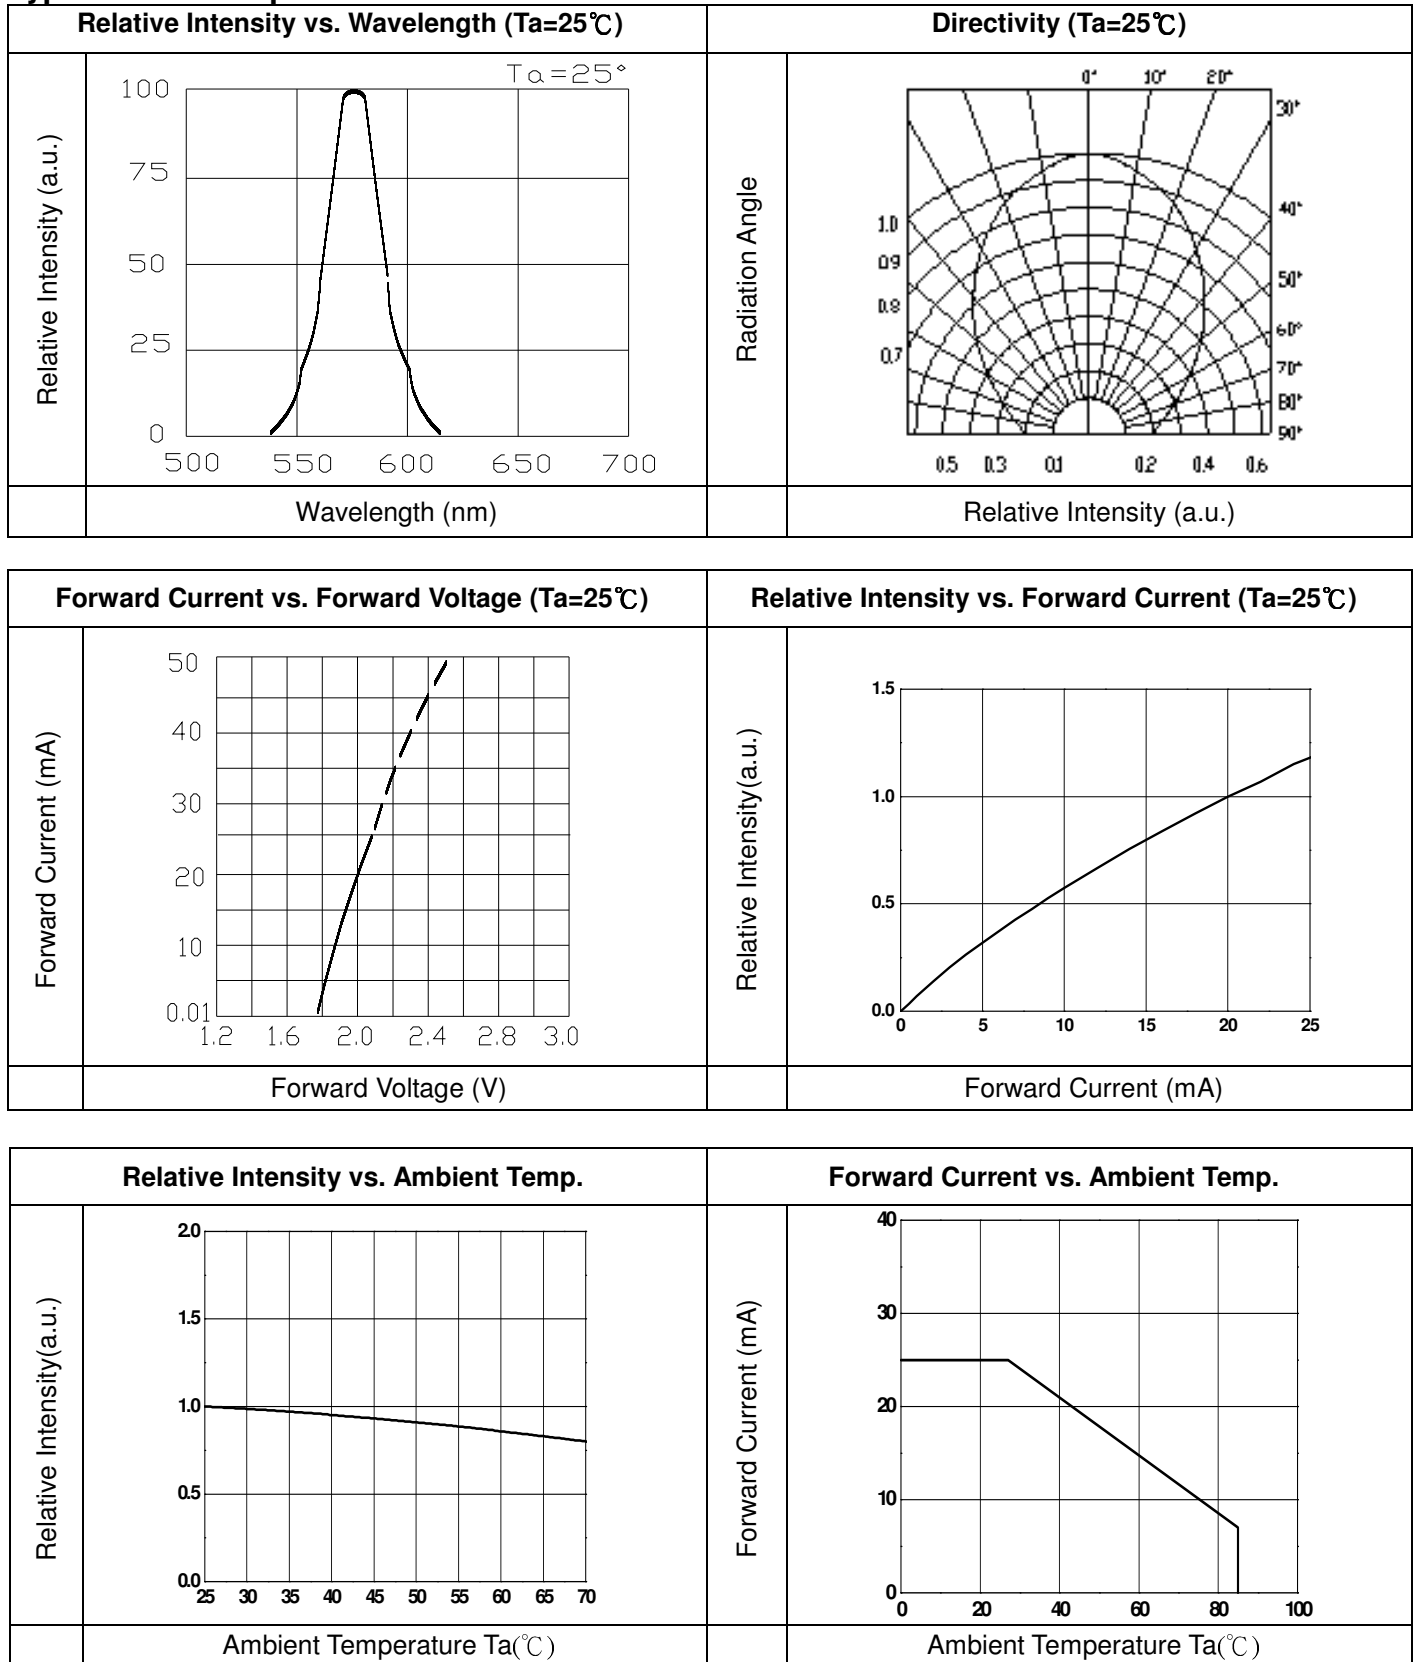 Relative Intensity vs. Wavelength (Ta=25℃)
Directivity (Ta=25℃)
Relative Intensity (a.u.)
Ta=25°
100
75
50
25
0
500 550 600 650 700
Wavelength (nm)
Radiation Angle
0° 10° 20°
30°
40°
50°
60°
70°
80°
90°
1.0
0.9
0.8
0.7
0.5 0.3 0.1 0.2 0.4 0.6
Relative Intensity (a.u.)
Forward Current vs. Forward Voltage (Ta=25℃)
Relative Intensity vs. Forward Current (Ta=25℃)
Forward Current (mA)
50
40
30
20
10
0.01
1.2 1.6 2.0 2.4 2.8 3.0
Forward Voltage (V)
Relative Intensity(a.u.)
1.5
1.0
0.5
0.0
0 5 10 15 20 25
Forward Current (mA)
Relative Intensity vs. Ambient Temp.
Forward Current vs. Ambient Temp.
Relative Intensity(a.u.)
2.0
1.5
1.0
0.5
0.0
25 30 35 40 45 50 55 60 65 70
Ambient Temperature Ta(℃)
Forward Current (mA)
40
30
20
10
0
0 20 40 60 80 100
Ambient Temperature Ta(℃)